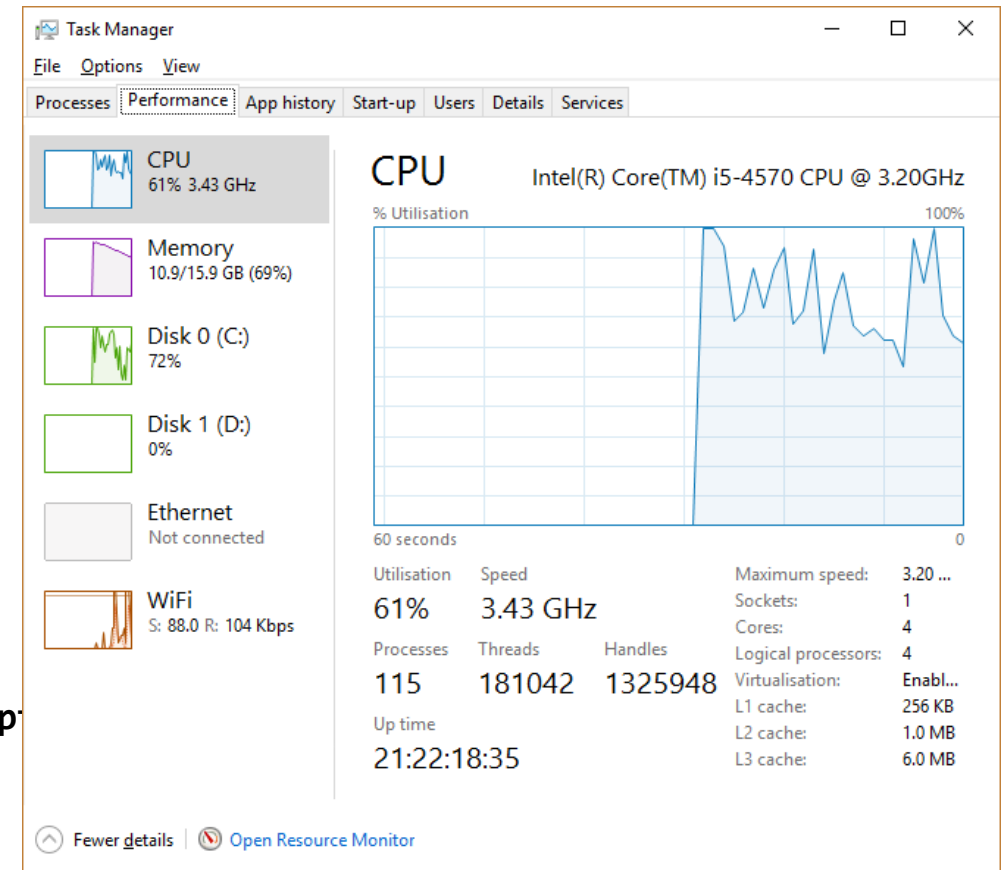 Task Manager
File Options View
Processes Performance App history Start-up Users Details Services
CPU
61% 3.43 GHz
Memory
10.9/15.9 GB (69%)
Disk 0 (C:)
72%
Disk 1 (D:)
0%
Ethernet
Not connected
WiFi
S: 88.0 R: 104 Kbps
CPU Intel(R) Core(TM) i5-4570 CPU @ 3.20GHz
% Utilisation 100%
60 seconds 0
Utilisation Speed
61% 3.43 GHz
Processes Threads Handles
115 181042 1325948
Up time
21:22:18:35
Maximum speed: 3.20 ...
Sockets: 1
Cores: 4
Logical processors: 4
Virtualisation: Enabl...
L1 cache: 256 KB
L2 cache: 1.0 MB
L3 cache: 6.0 MB
Fewer details Open Resource Monitor